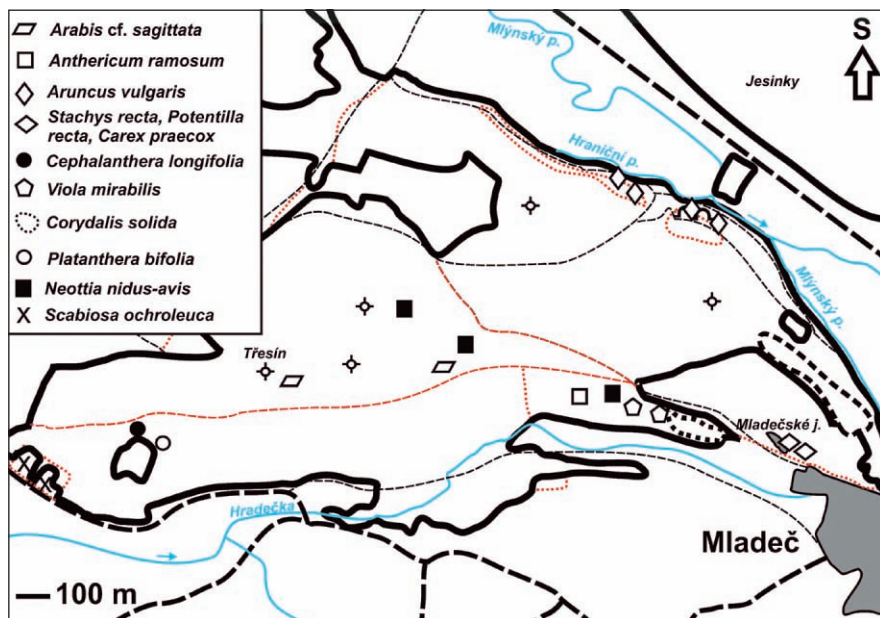 Arabis cf. sagittata
Anthericum ramosum
Aruncus vulgaris
Stachys recta, Potentilla
recta, Carex praecox
Cephalanthera longifolia
Viola mirabilis
Corydalis solida
Platanthera bifolia
Neottia nidus-avis
Scabiosa ochroleuca
Mlýnský p.
S
Jesinky
Hraniční p.
Mlýnský p.
Třesín
Mladečské j.
Hradečka
Mladeč
100 m